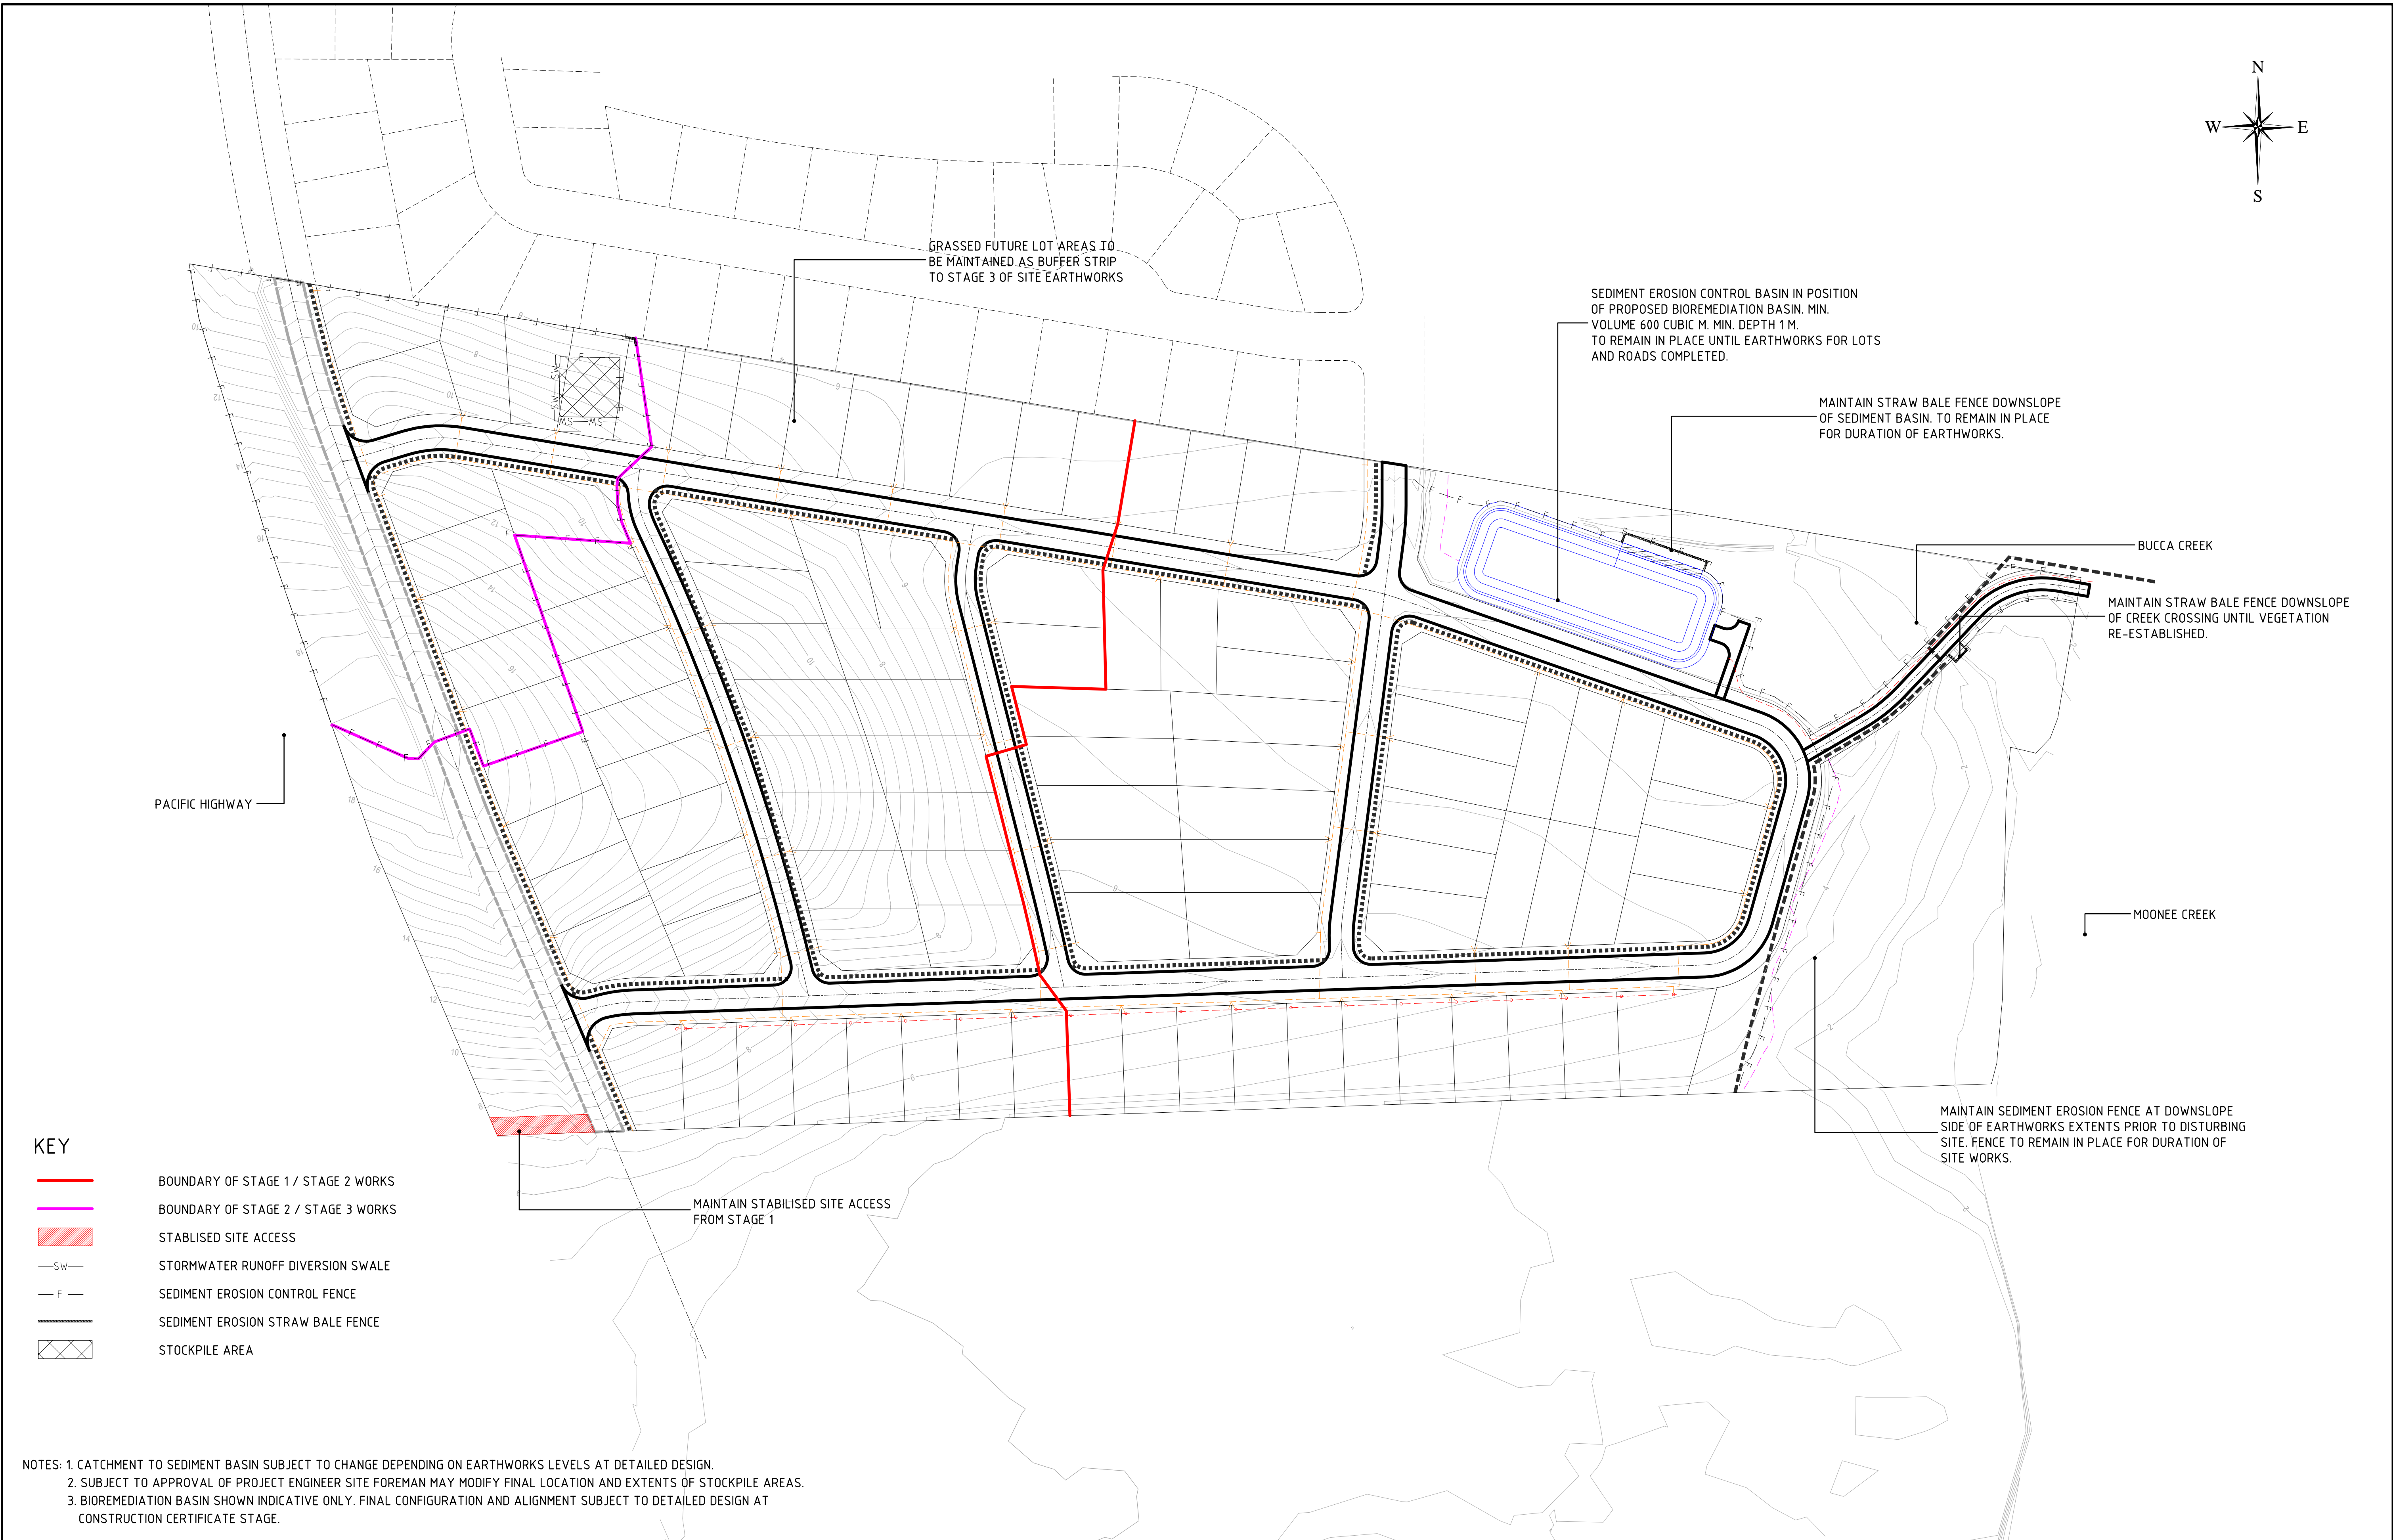 N
W E
S
GRASSED FUTURE LOT AREAS TO
BE MAINTAINED AS BUFFER STRIP
TO STAGE 3 OF SITE EARTHWORKS
SEDIMENT EROSION CONTROL BASIN IN POSITION
OF PROPOSED BIOREMEDIATION BASIN. MIN.
VOLUME 600 CUBIC M. MIN. DEPTH 1 M.
TO REMAIN IN PLACE UNTIL EARTHWORKS FOR LOTS
AND ROADS COMPLETED.
MAINTAIN STRAW BALE FENCE DOWNSLOPE
OF SEDIMENT BASIN. TO REMAIN IN PLACE
FOR DURATION OF EARTHWORKS.
BUCCA CREEK
MAINTAIN STRAW BALE FENCE DOWNSLOPE
OF CREEK CROSSING UNTIL VEGETATION
RE-ESTABLISHED.
PACIFIC HIGHWAY
MOONEE CREEK
MAINTAIN SEDIMENT EROSION FENCE AT DOWNSLOPE
SIDE OF EARTHWORKS EXTENTS PRIOR TO DISTURBING
SITE. FENCE TO REMAIN IN PLACE FOR DURATION OF
SITE WORKS.
MAINTAIN STABILISED SITE ACCESS
FROM STAGE 1
KEY
BOUNDARY OF STAGE 1 / STAGE 2 WORKS
BOUNDARY OF STAGE 2 / STAGE 3 WORKS
STABLISED SITE ACCESS
SW STORMWATER RUNOFF DIVERSION SWALE
F SEDIMENT EROSION CONTROL FENCE
SEDIMENT EROSION STRAW BALE FENCE
STOCKPILE AREA
NOTES: 1. CATCHMENT TO SEDIMENT BASIN SUBJECT TO CHANGE DEPENDING ON EARTHWORKS LEVELS AT DETAILED DESIGN.
2. SUBJECT TO APPROVAL OF PROJECT ENGINEER SITE FOREMAN MAY MODIFY FINAL LOCATION AND EXTENTS OF STOCKPILE AREAS.
3. BIOREMEDIATION BASIN SHOWN INDICATIVE ONLY. FINAL CONFIGURATION AND ALIGNMENT SUBJECT TO DETAILED DESIGN AT
CONSTRUCTION CERTIFICATE STAGE.